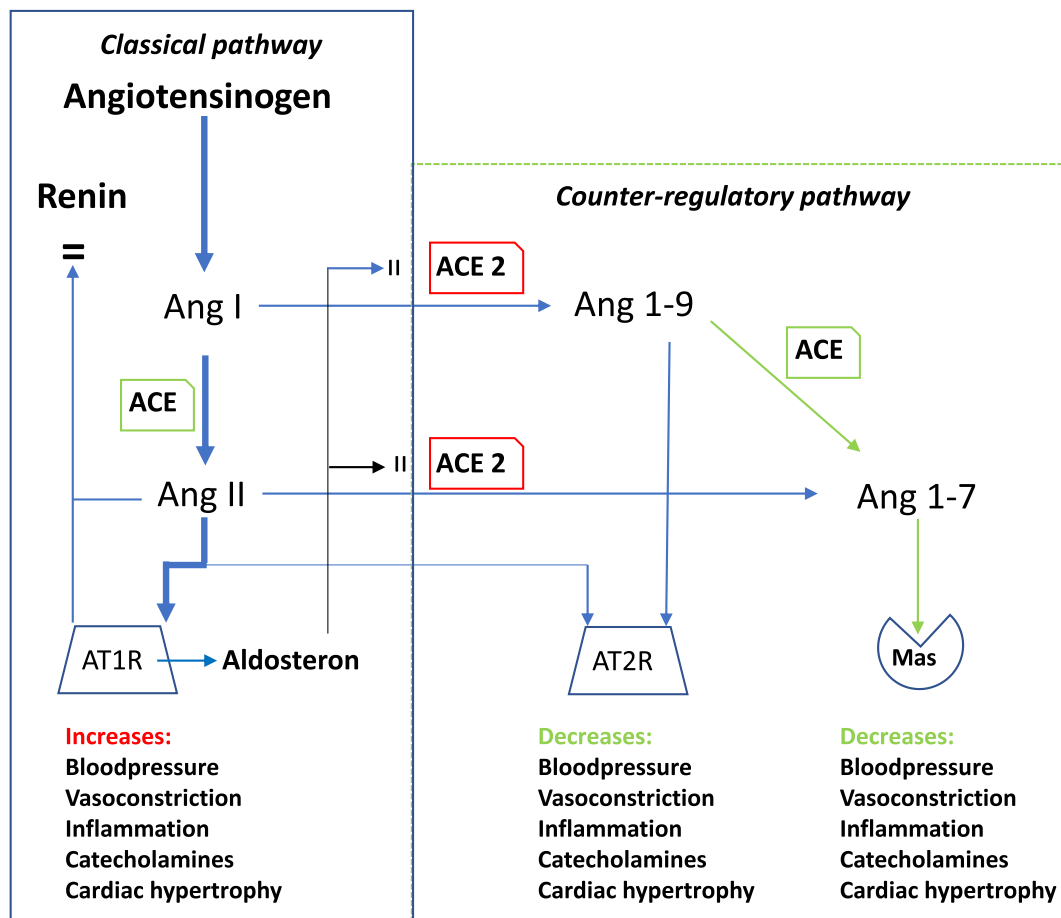 Classical pathway
Angiotensinogen
Renin
=
Counter-regulatory pathway
II
ACE 2
Ang I
Ang 1-9
ACE
ACE
II
ACE 2
Ang II
Ang 1-7
AT1R
Aldosteron
AT2R
Mas
Increases:
Bloodpressure
Vasoconstriction
Inflammation
Catecholamines
Cardiac hypertrophy
Decreases:
Bloodpressure
Vasoconstriction
Inflammation
Catecholamines
Cardiac hypertrophy
Decreases:
Bloodpressure
Vasoconstriction
Inflammation
Catecholamines
Cardiac hypertrophy